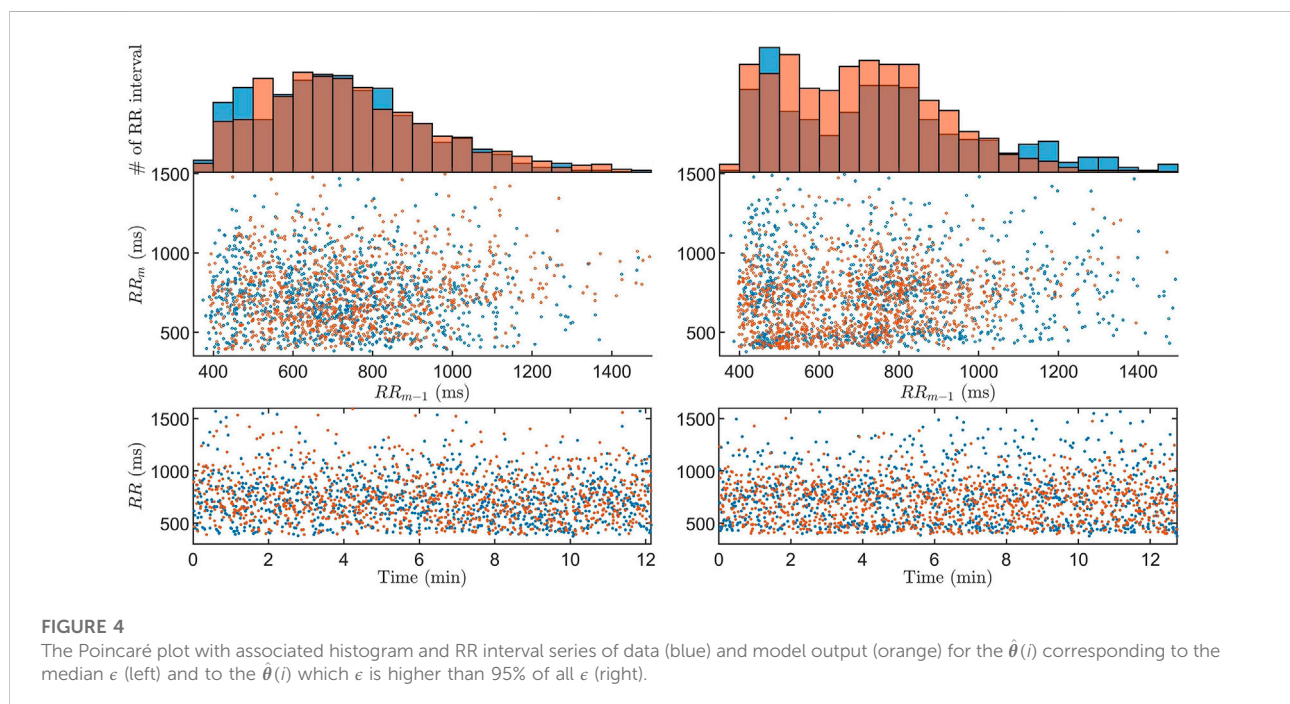 # of RR interval
1500
1000
500
RR_m (ms)
400 600 800 1000 1200 1400
RR_{m−1} (ms)
1500
1000
500
400 600 800 1000 1200 1400
RR_{m−1} (ms)
1500
1000
500
RR (ms)
0 2 4 6 8 10 12
Time (min)
1500
1000
500
0 2 4 6 8 10 12
Time (min)
FIGURE 4
The Poincaré plot with associated histogram and RR interval series of data (blue) and model output (orange) for the θ̂(i) corresponding to the
median ϵ (left) and to the θ̂(i) which ϵ is higher than 95% of all ϵ (right).